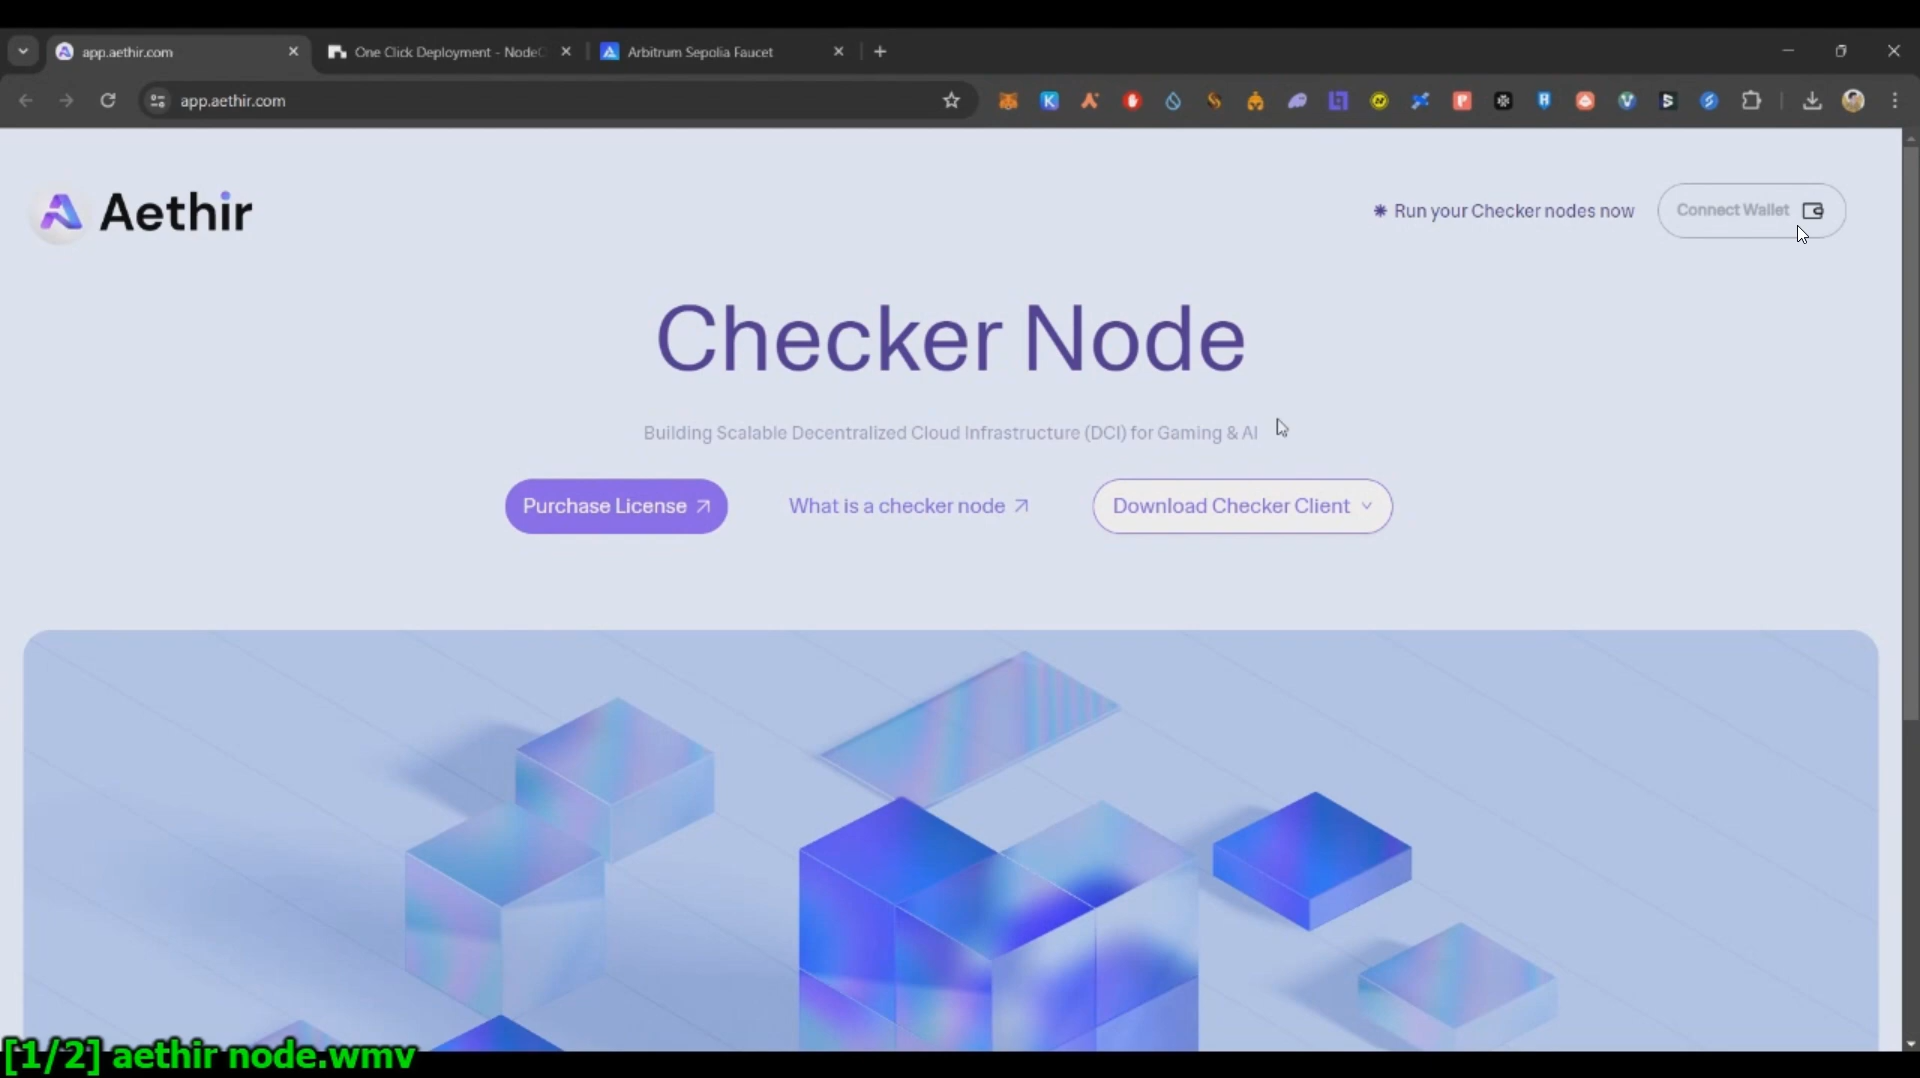 app.aethir.com
One Click Deployment - Node
Arbitrum Sepolia Faucet
app.aethir.com
Aethir
Run your Checker nodes now
Connect Wallet
Checker Node
Building Scalable Decentralized Cloud Infrastructure (DCI) for Gaming & AI
Purchase License
What is a checker node
Download Checker Client
[1/2] aethir node.wmv